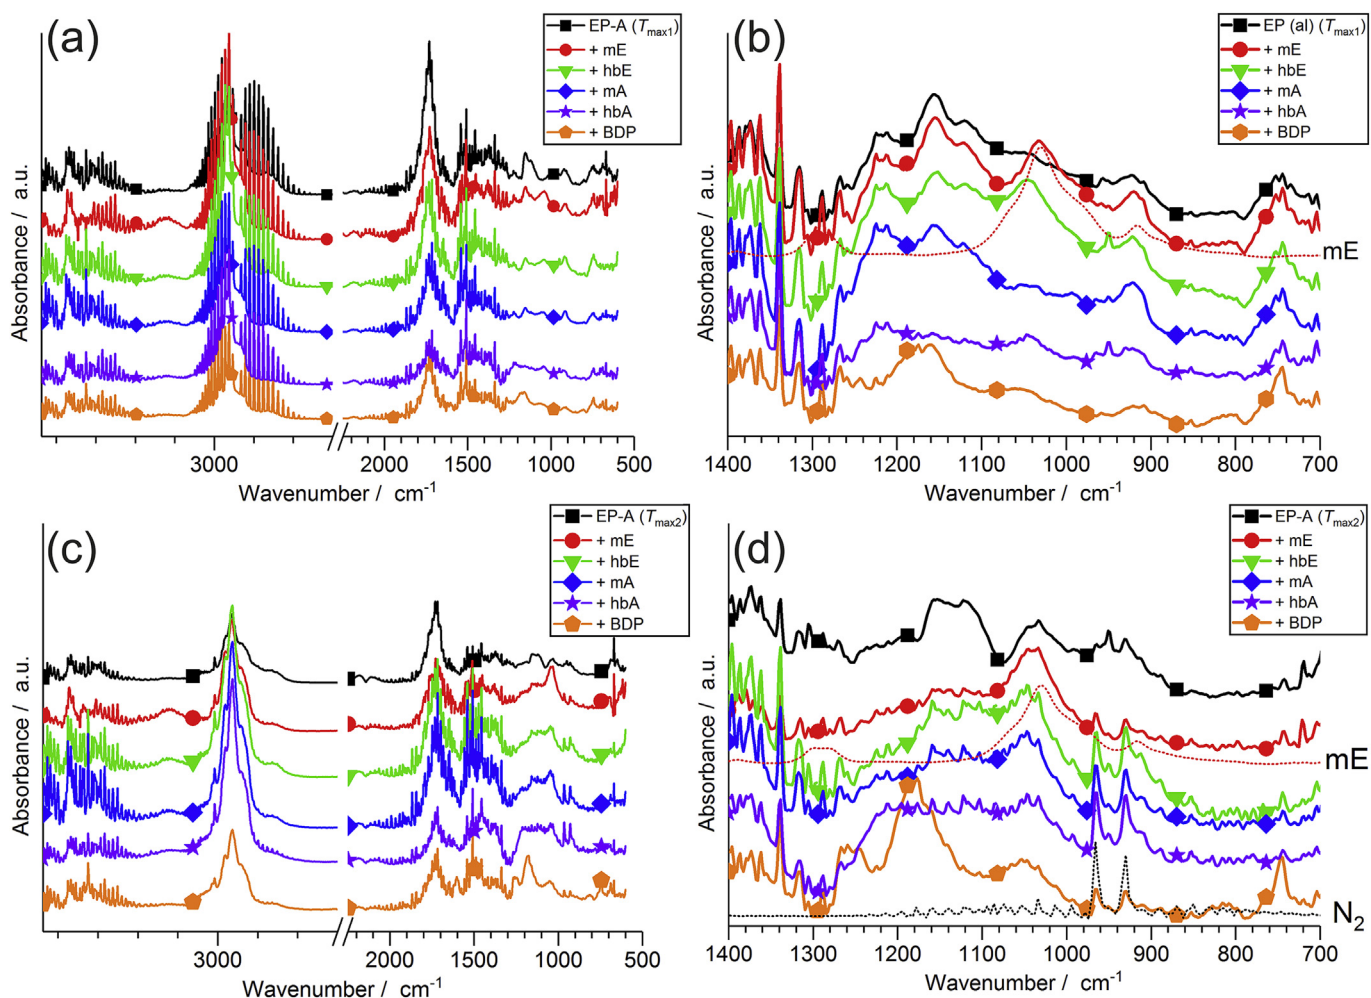 (a)
EP-A (Tmax1)
+ mE
+ hbE
+ mA
+ hbA
+ BDP
Absorbance / a.u.
3000 2000 1500 1000 500
Wavenumber / cm-1
(b)
EP (al) (Tmax1)
+ mE
+ hbE
+ mA
+ hbA
+ BDP
mE
Absorbance / a.u.
1400 1300 1200 1100 1000 900 800 700
Wavenumber / cm-1
(c)
EP-A (Tmax2)
+ mE
+ hbE
+ mA
+ hbA
+ BDP
Absorbance / a.u.
3000 2000 1500 1000 500
Wavenumber / cm-1
(d)
EP-A (Tmax2)
+ mE
+ hbE
+ mA
+ hbA
+ BDP
mE
N2
Absorbance / a.u.
1400 1300 1200 1100 1000 900 800 700
Wavenumber / cm-1